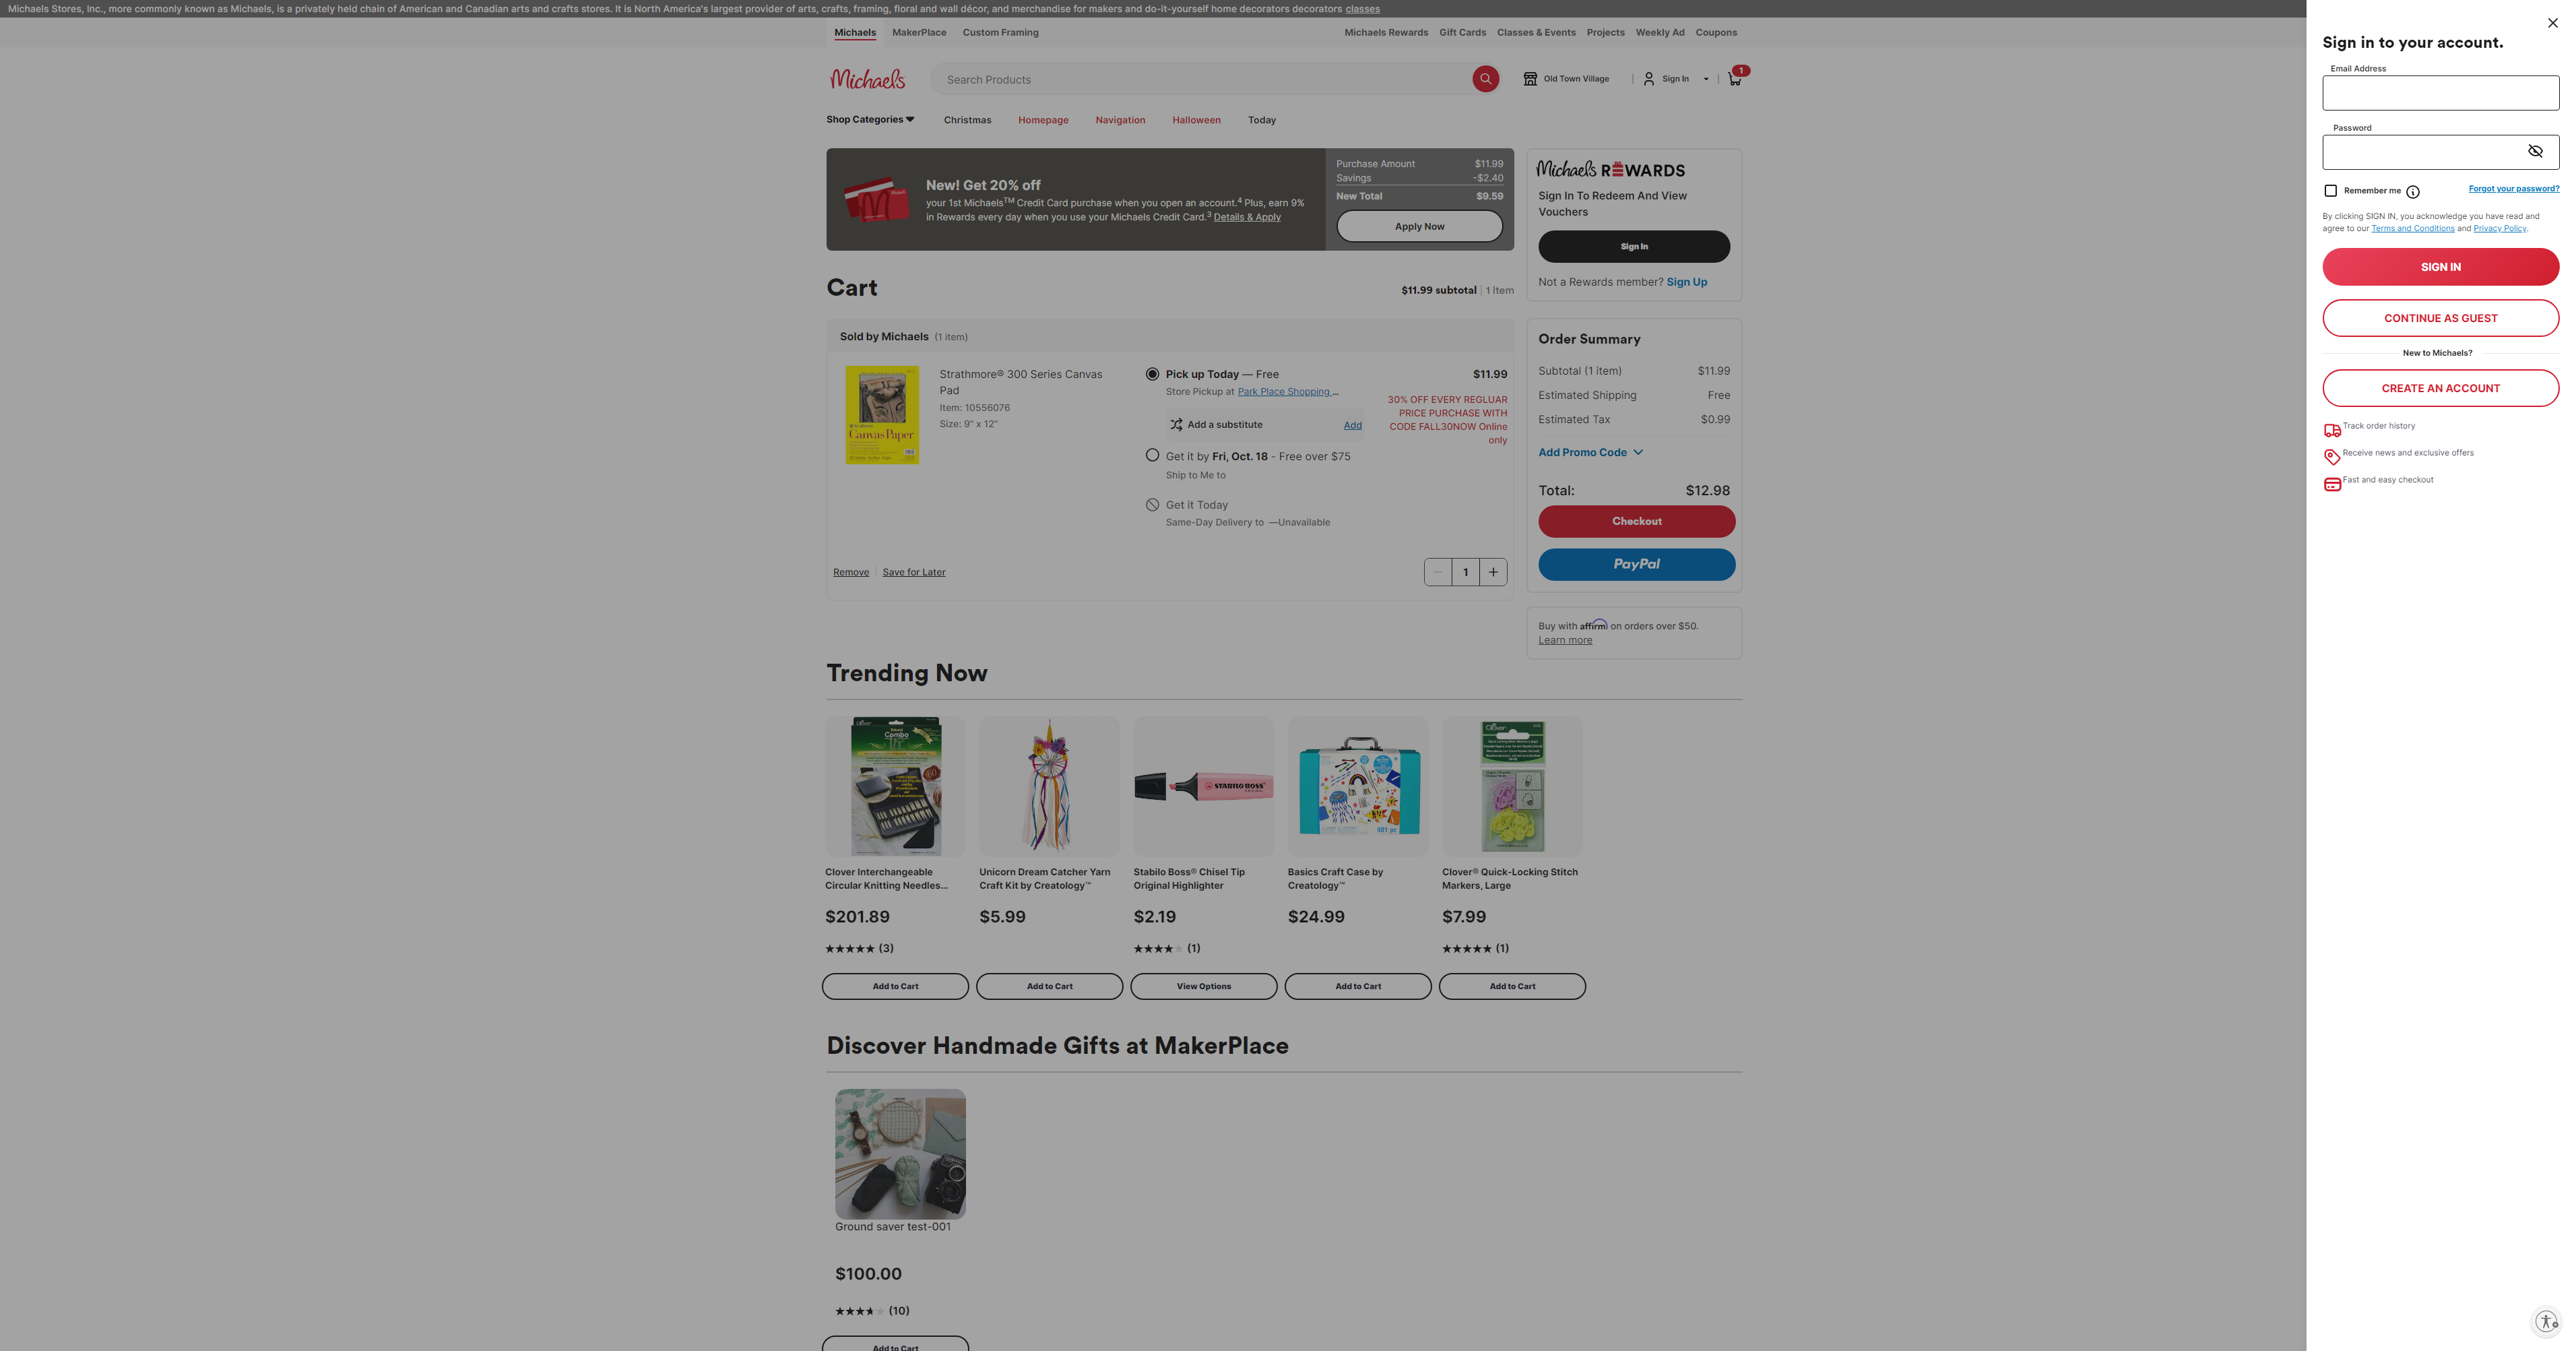 Michaels Stores, Inc., more commonly known as Michaels, is a privately held chain of American and Canadian arts and crafts stores. It is North America's largest provider of arts, crafts, framing, floral and wall décor, and merchandise for makers and do-it-yourself home decorators decorators classes
Michaels MakerPlace Custom Framing Michaels Rewards Gift Cards Classes & Events Projects Weekly Ad Coupons
Michaels Search Products Old Town Village | Sign In | 1
Shop Categories Christmas Homepage Navigation Halloween Today
New! Get 20% off
your 1st Michaels™ Credit Card purchase when you open an account.⁴ Plus, earn 9%
in Rewards every day when you use your Michaels Credit Card.³ Details & Apply
Purchase Amount $11.99
Savings -$2.40
New Total $9.59
Apply Now
Michaels REWARDS
Sign In To Redeem And View
Vouchers
Sign In
Not a Rewards member? Sign Up
Cart
$11.99 subtotal | 1 Item
Sold by Michaels (1 item)
Canvas Paper
Strathmore® 300 Series Canvas
Pad
Item: 10556076
Size: 9" x 12"
Pick up Today — Free
Store Pickup at Park Place Shopping ...
Add a substitute Add
Get it by Fri, Oct. 18 - Free over $75
Ship to Me to
Get it Today
Same-Day Delivery to —Unavailable
$11.99
30% OFF EVERY REGLUAR
PRICE PURCHASE WITH
CODE FALL30NOW Online
only
Remove | Save for Later
1
Order Summary
Subtotal (1 item) $11.99
Estimated Shipping Free
Estimated Tax $0.99
Add Promo Code
Total: $12.98
Checkout
PayPal
Buy with affirm on orders over $50.
Learn more
Trending Now
Clover
Combo
STABILO BOSS
Clover
Clover Interchangeable
Circular Knitting Needles...
$201.89
(3)
Add to Cart
Unicorn Dream Catcher Yarn
Craft Kit by Creatology™
$5.99
Add to Cart
Stabilo Boss® Chisel Tip
Original Highlighter
$2.19
(1)
View Options
Basics Craft Case by
Creatology™
$24.99
Add to Cart
Clover® Quick-Locking Stitch
Markers, Large
$7.99
(1)
Add to Cart
Discover Handmade Gifts at MakerPlace
Ground saver test-001
$100.00
(10)
Add to Cart
Sign in to your account.
Email Address
Password
Remember me Forgot your password?
By clicking SIGN IN, you acknowledge you have read and
agree to our Terms and Conditions and Privacy Policy.
SIGN IN
CONTINUE AS GUEST
New to Michaels?
CREATE AN ACCOUNT
Track order history
Receive news and exclusive offers
Fast and easy checkout